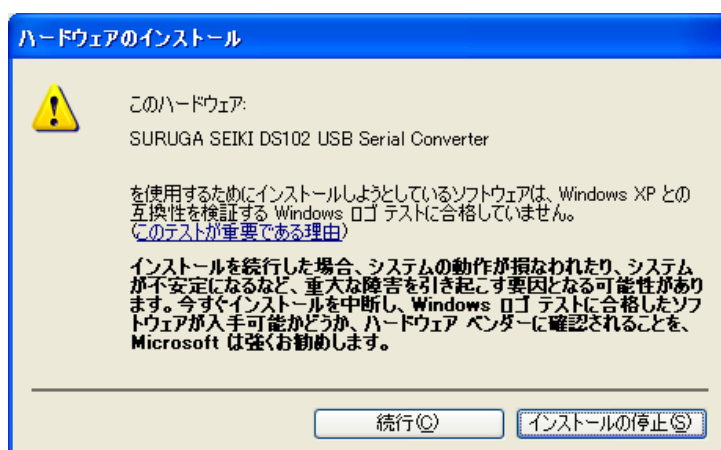 ハードウェアのインストール
このハードウェア:
SURUGA SEIKI DS102 USB Serial Converter
を使用するためにインストールしようとしているソフトウェアは、Windows XP との
互換性を検証する Windows ロゴ テストに合格していません。
(このテストが重要である理由)
インストールを続行した場合、システムの動作が損なわれたり、システム
が不安定になるなど、重大な障害を引き起こす要因となる可能性があり
ます。今すぐインストールを中断し、Windows ロゴ テストに合格したソフ
トウェアが入手可能かどうか、ハードウェア ベンダーに確認されることを、
Microsoft は強くお勧めします。
続行(C) インストールの停止(S)